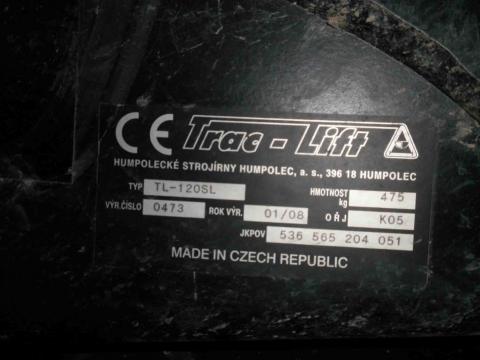 CE Trac-Lift
HUMPOLECKÉ STROJÍRNY HUMPOLEC, a. s., 396 18 HUMPOLEC
TYP TL-120SL HMOTNOST kg 475
VÝR.ČÍSLO 0473 ROK VÝR. 01/08 O Ř J K05
JKPOV 536 565 204 051
MADE IN CZECH REPUBLIC